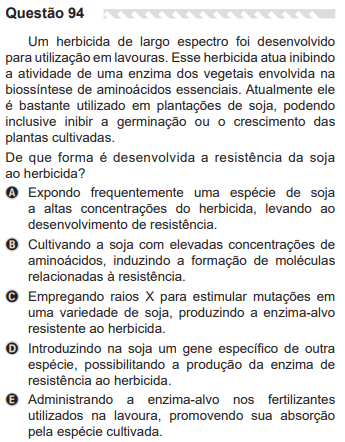 Questão 94
Um herbicida de largo espectro foi desenvolvido
para utilização em lavouras. Esse herbicida atua inibindo
a atividade de uma enzima dos vegetais envolvida na
biossíntese de aminoácidos essenciais. Atualmente ele
é bastante utilizado em plantações de soja, podendo
inclusive inibir a germinação ou o crescimento das
plantas cultivadas.
De que forma é desenvolvida a resistência da soja
ao herbicida?
A Expondo frequentemente uma espécie de soja
a altas concentrações do herbicida, levando ao
desenvolvimento de resistência.
B Cultivando a soja com elevadas concentrações de
aminoácidos, induzindo a formação de moléculas
relacionadas à resistência.
C Empregando raios X para estimular mutações em
uma variedade de soja, produzindo a enzima-alvo
resistente ao herbicida.
D Introduzindo na soja um gene específico de outra
espécie, possibilitando a produção da enzima de
resistência ao herbicida.
E Administrando a enzima-alvo nos fertilizantes
utilizados na lavoura, promovendo sua absorção
pela espécie cultivada.